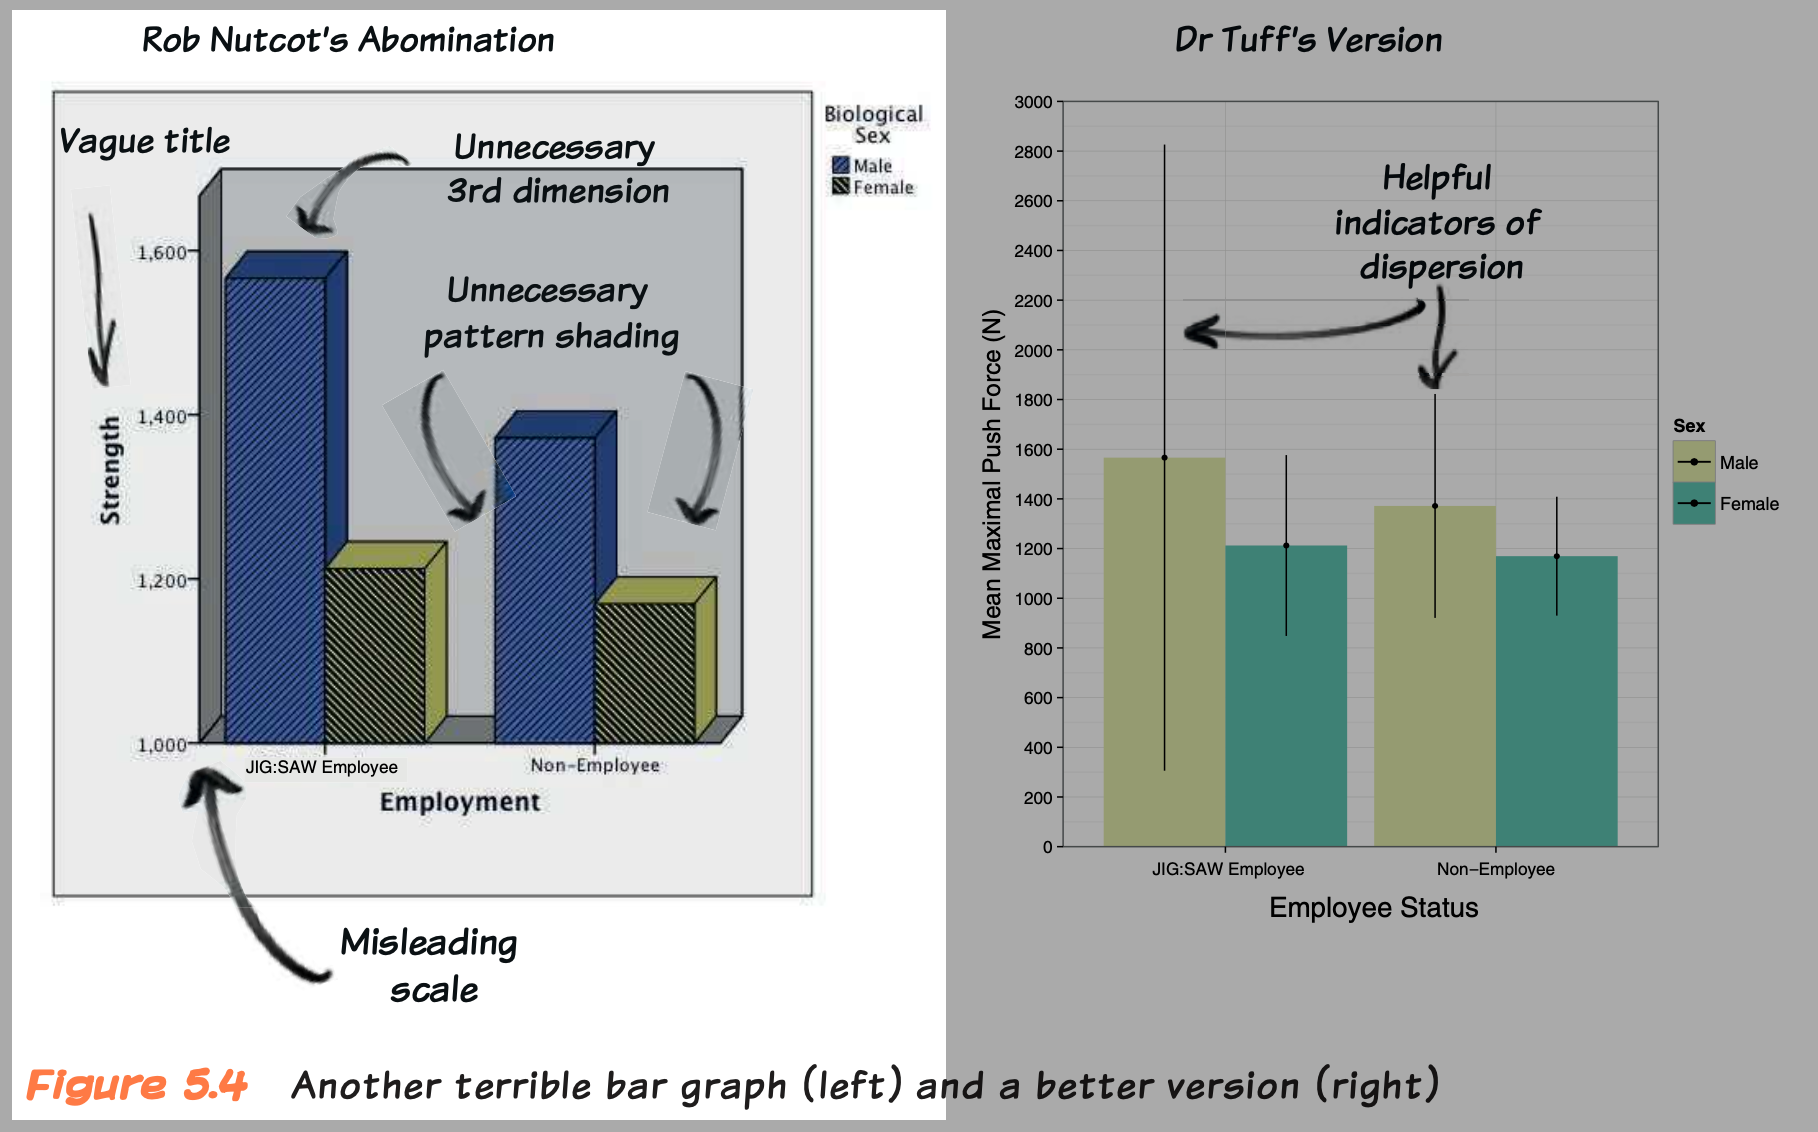 Rob Nutcot's Abomination
Vague title
Unnecessary
3rd dimension
Unnecessary
pattern shading
Biological
Sex
Male
Female
1,600
1,400
1,200
1,000
Strength
JIG:SAW Employee
Non-Employee
Employment
Misleading
scale
Dr Tuff's Version
Helpful
indicators of
dispersion
3000
2800
2600
2400
2200
2000
1800
1600
1400
1200
1000
800
600
400
200
0
Mean Maximal Push Force (N)
JIG:SAW Employee
Non-Employee
Employee Status
Sex
Male
Female
Figure 5.4 Another terrible bar graph (left) and a better version (right)